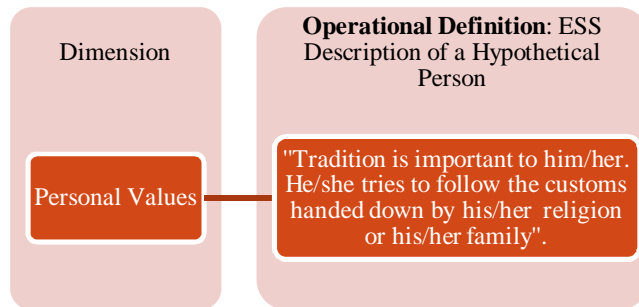 Dimension
Operational Definition: ESS
Description of a Hypothetical
Person
Personal Values
"Tradition is important to him/her.
He/she tries to follow the customs
handed down by his/her religion
or his/her family".